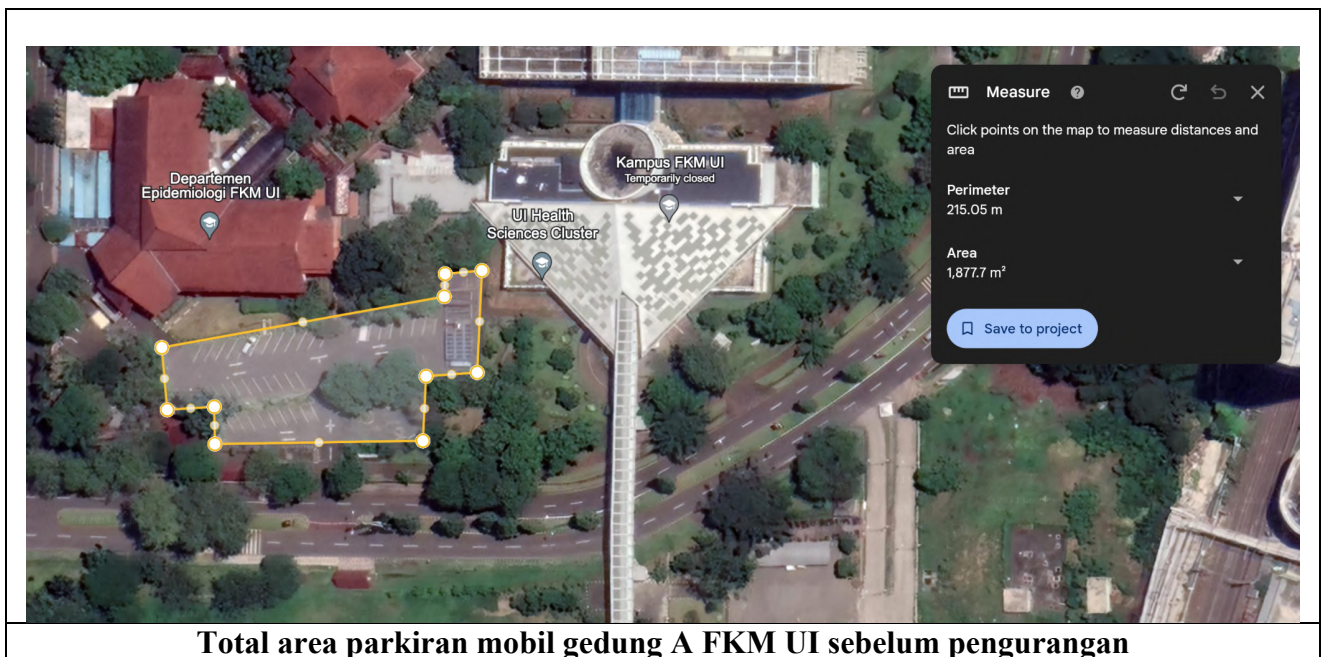 Measure
Click points on the map to measure distances and
area
Perimeter
215.05 m
Area
1,877.7 m²
Save to project
Departemen
Epidemiologi FKM UI
Kampus FKM UI
Temporarily closed
UI Health
Sciences Cluster
Total area parkiran mobil gedung A FKM UI sebelum pengurangan